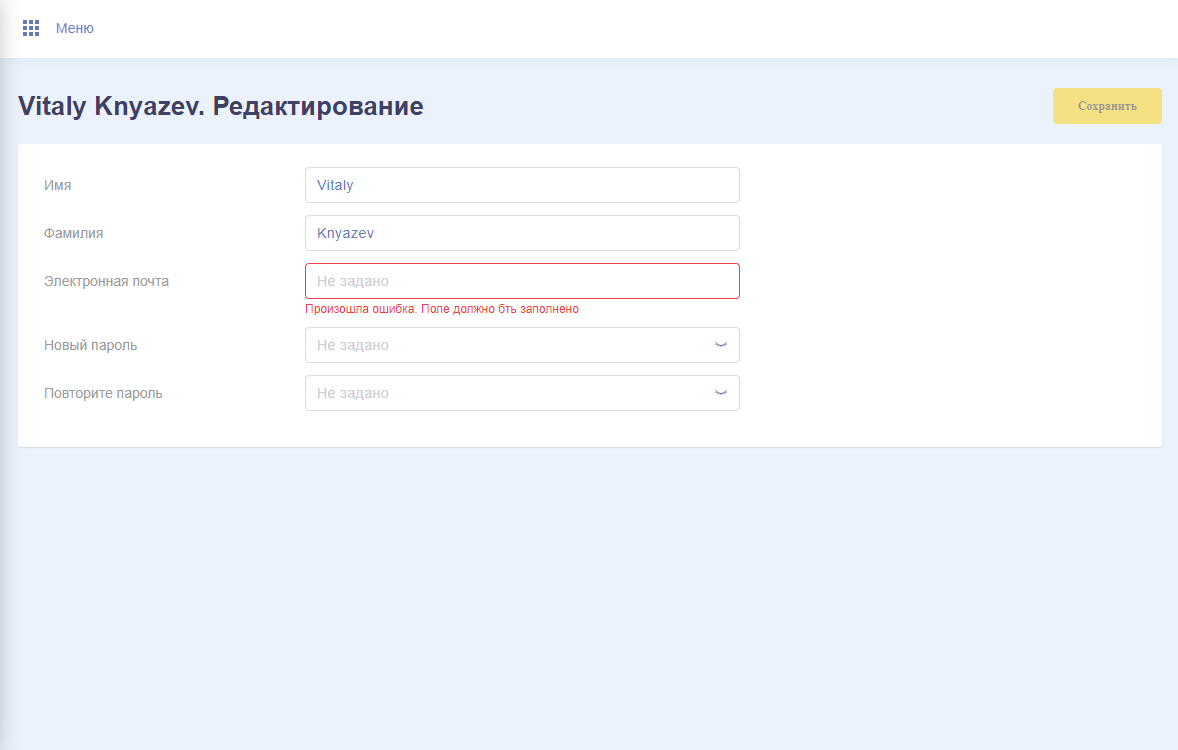 Меню
Vitaly Knyazev. Редактирование
Сохранить
Имя
Vitaly
Фамилия
Knyazev
Электронная почта
Не задано
Произошла ошибка. Поле должно бть заполнено
Новый пароль
Не задано
Повторите пароль
Не задано